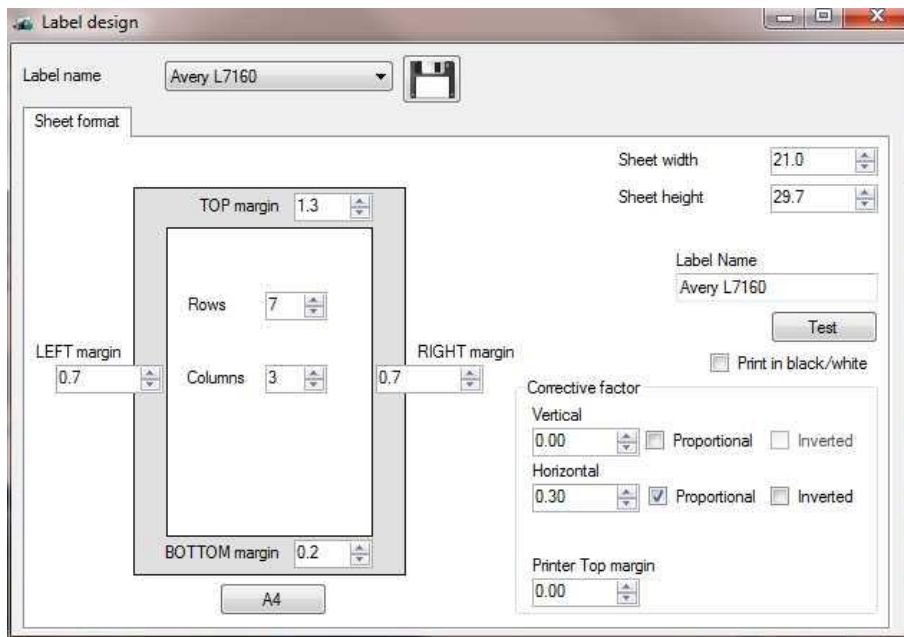 Label design
Label name Avery L7160
Sheet format
Sheet width 21.0
Sheet height 29.7
TOP margin 1.3
Rows 7
Columns 3
LEFT margin
0.7
RIGHT margin
0.7
BOTTOM margin 0.2
A4
Label Name
Avery L7160
Test
Print in black/white
Corrective factor
Vertical
0.00 Proportional Inverted
Horizontal
0.30 Proportional Inverted
Printer Top margin
0.00